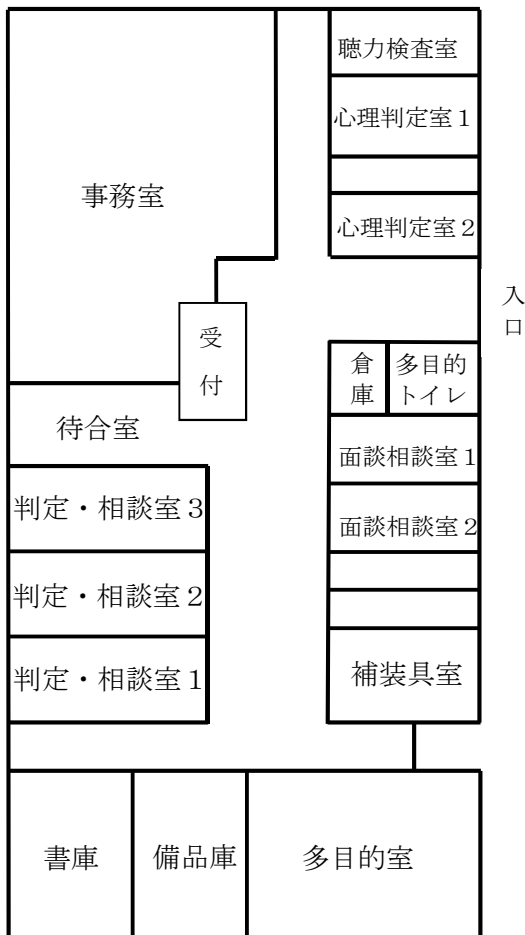 聴力検査室
心理判定室１
事務室
心理判定室２
入口
受付
倉庫
多目的
トイレ
待合室
面談相談室１
判定・相談室３
面談相談室２
判定・相談室２
判定・相談室１
補装具室
書庫
備品庫
多目的室